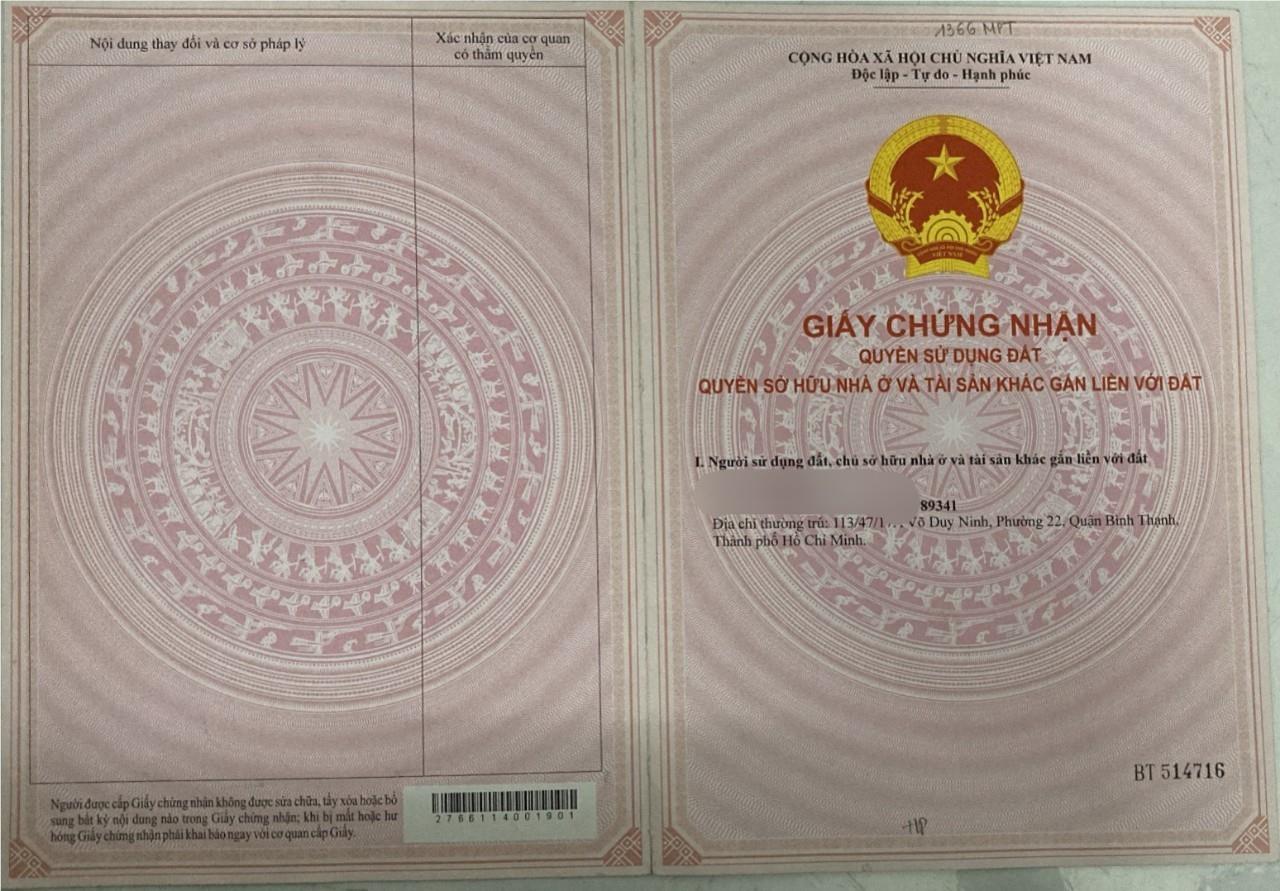 Nội dung thay đổi và cơ sở pháp lý
Xác nhận của cơ quan
có thẩm quyền
Người được cấp Giấy chứng nhận không được sửa chữa, tẩy xóa hoặc bổ
sung bất kỳ nội dung nào trong Giấy chứng nhận; khi bị mất hoặc hư
hỏng Giấy chứng nhận phải khai báo ngay với cơ quan cấp Giấy.
2766114001901
1366 MPT
CỘNG HÒA XÃ HỘI CHỦ NGHĨA VIỆT NAM
Độc lập - Tự do - Hạnh phúc
VIỆT NAM
GIẤY CHỨNG NHẬN
QUYỀN SỬ DỤNG ĐẤT
QUYỀN SỞ HỮU NHÀ Ở VÀ TÀI SẢN KHÁC GẮN LIỀN VỚI ĐẤT
I. Người sử dụng đất, chủ sở hữu nhà ở và tài sản khác gắn liền với đất
89341
Địa chỉ thường trú: 113/47/1 Võ Duy Ninh, Phường 22, Quận Bình Thạnh,
Thành phố Hồ Chí Minh.
BT 514716